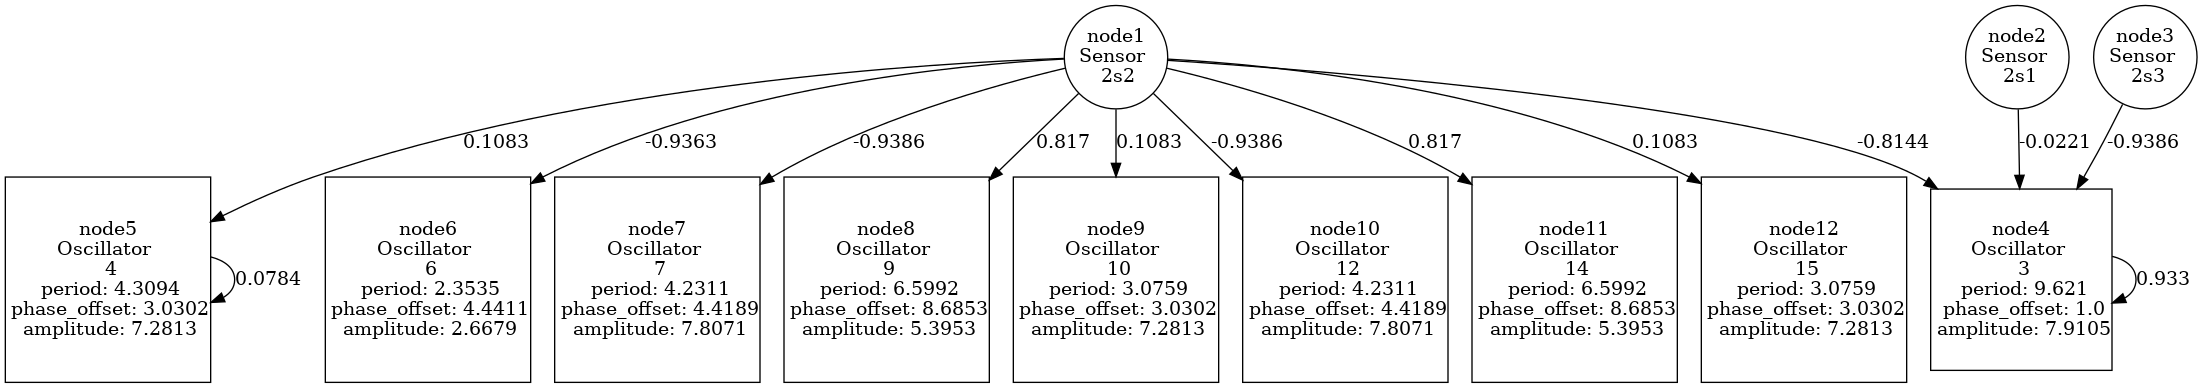 node1
Sensor
2s2
node2
Sensor
2s1
node3
Sensor
2s3
0.1083
-0.9363
-0.9386
0.817
0.1083
-0.9386
0.817
0.1083
-0.8144
-0.0221
-0.9386
node5
Oscillator
4
period: 4.3094
phase_offset: 3.0302
amplitude: 7.2813
0.0784
node6
Oscillator
6
period: 2.3535
phase_offset: 4.4411
amplitude: 2.6679
node7
Oscillator
7
period: 4.2311
phase_offset: 4.4189
amplitude: 7.8071
node8
Oscillator
9
period: 6.5992
phase_offset: 8.6853
amplitude: 5.3953
node9
Oscillator
10
period: 3.0759
phase_offset: 3.0302
amplitude: 7.2813
node10
Oscillator
12
period: 4.2311
phase_offset: 4.4189
amplitude: 7.8071
node11
Oscillator
14
period: 6.5992
phase_offset: 8.6853
amplitude: 5.3953
node12
Oscillator
15
period: 3.0759
phase_offset: 3.0302
amplitude: 7.2813
node4
Oscillator
3
period: 9.621
phase_offset: 1.0
amplitude: 7.9105
0.933